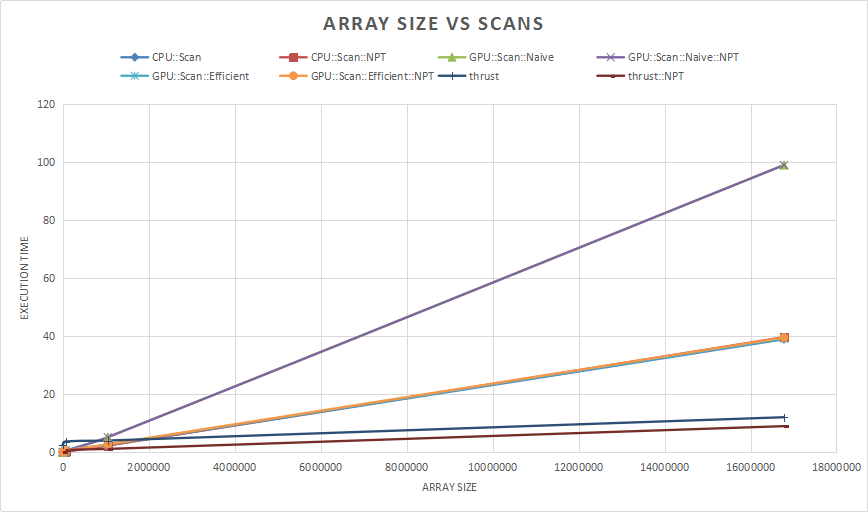 ARRAY SIZE VS SCANS
CPU::Scan CPU::Scan::NPT GPU::Scan::Naive GPU::Scan::Naive::NPT
GPU::Scan::Efficient GPU::Scan::Efficient::NPT thrust thrust::NPT
120
100
80
60
40
20
0
EXECUTION TIME
0 2000000 4000000 6000000 8000000 10000000 12000000 14000000 16000000 18000000
ARRAY SIZE